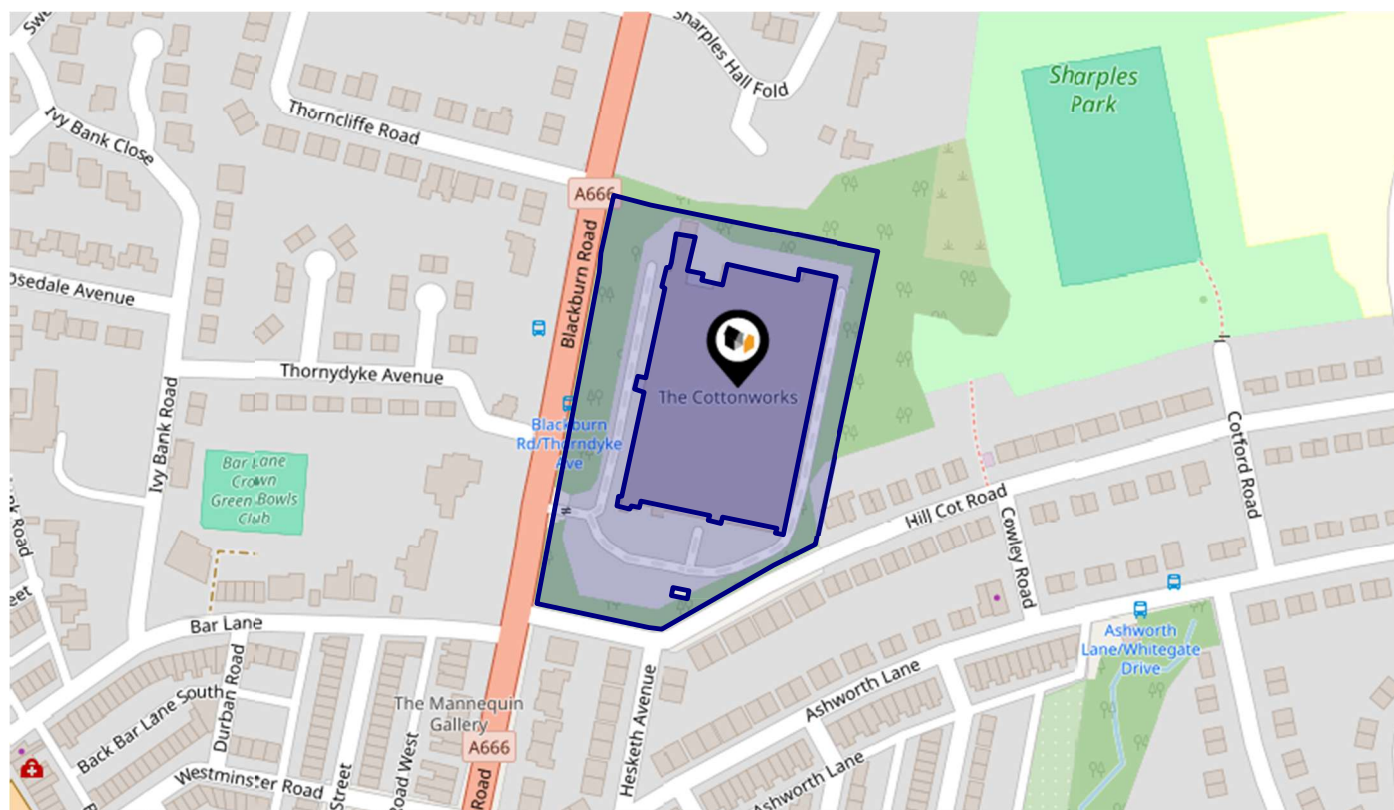 Sharples Hall Fold
Sharples
Park
Ivy Bank Close
Thorncliffe Road
A666
Blackburn Road
Thornydyke Avenue
The Cottonworks
Blackburn
Rd/Thorndyke
Ave
Ivy Bank Road
Bar Lane
Crown
Green Bowls
Club
Hill Cot Road
Cowley Road
Cotford Road
Bar Lane
Ashworth
Lane/Whitegate
Drive
Ashworth Lane
Hesketh Avenue
The Mannequin
Gallery
Durban Road
Back Bar Lane South
A666
Westminster Road
Street
Road West
Road
Ashworth Lane